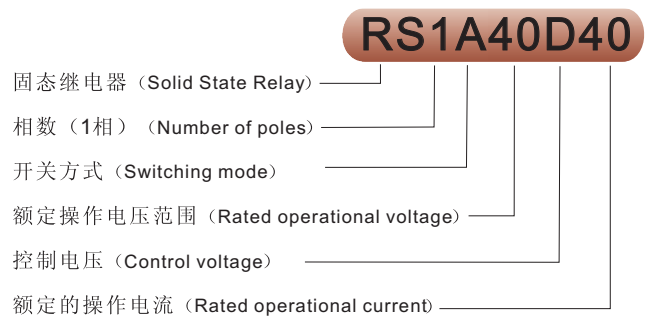 RS1A40D40
固态继电器（Solid State Relay）
相数（1相）（Number of poles）
开关方式（Switching mode）
额定操作电压范围（Rated operational voltage）
控制电压（Control voltage）
额定的操作电流（Rated operational current）